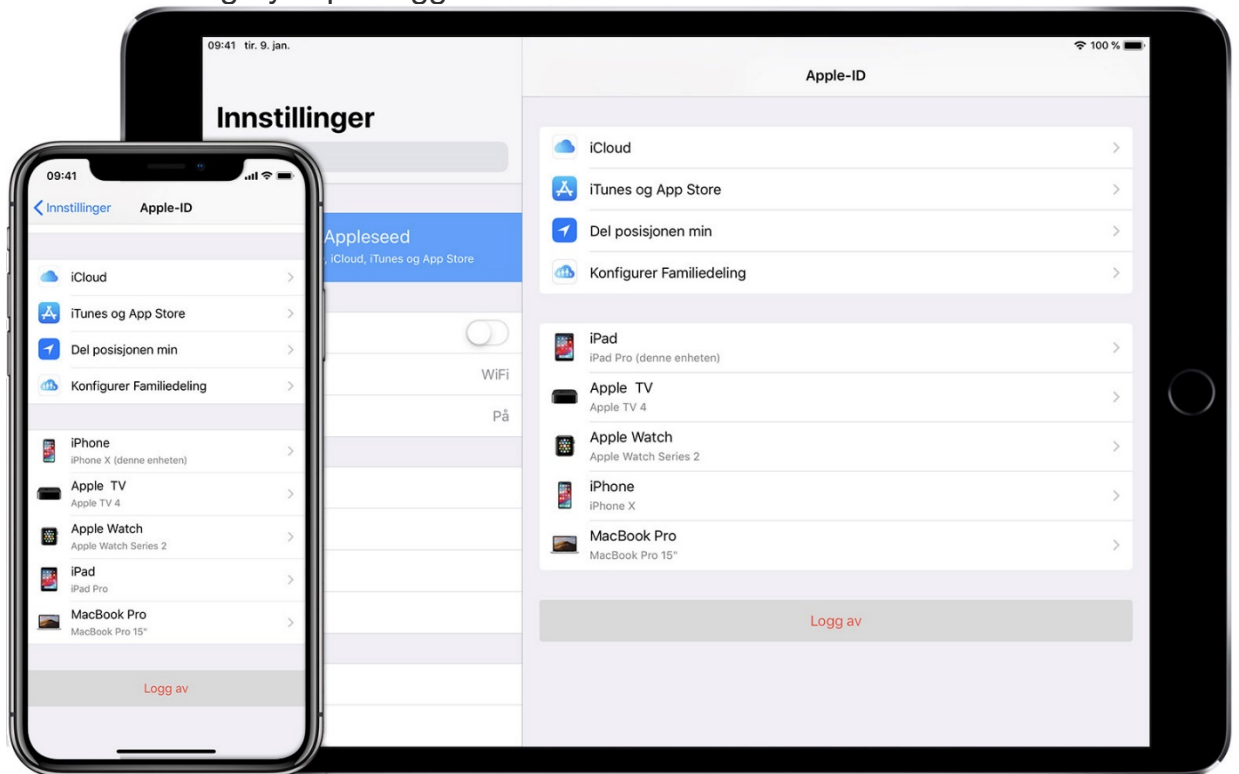 09:41 tir. 9. jan.
100 %
Innstillinger
Appleseed
, iCloud, iTunes og App Store
WiFi
På
Apple-ID
iCloud
iTunes og App Store
Del posisjonen min
Konfigurer Familiedeling
iPad
iPad Pro (denne enheten)
Apple TV
Apple TV 4
Apple Watch
Apple Watch Series 2
iPhone
iPhone X
MacBook Pro
MacBook Pro 15"
Logg av
09:41
Innstillinger Apple-ID
iCloud
iTunes og App Store
Del posisjonen min
Konfigurer Familiedeling
iPhone
iPhone X (denne enheten)
Apple TV
Apple TV 4
Apple Watch
Apple Watch Series 2
iPad
iPad Pro
MacBook Pro
MacBook Pro 15"
Logg av